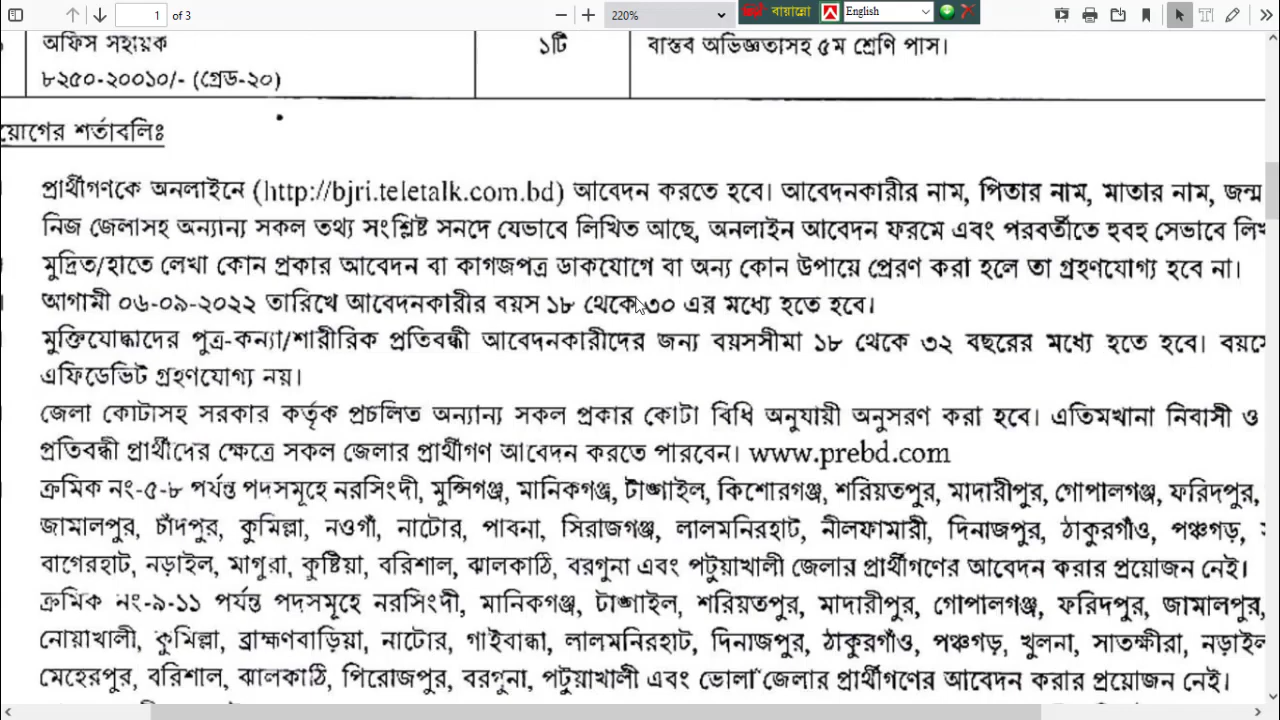 1 of 3 220% বায়ান্নো English
অফিস সহায়ক ১টি বাস্তব অভিজ্ঞতাসহ ৫ম শ্রেণি পাস।
৮২৫০-২০০১০/- (গ্রেড-২০)
য়োগের শর্তাবলিঃ
প্রার্থীগণকে অনলাইনে (http://bjri.teletalk.com.bd) আবেদন করতে হবে। আবেদনকারীর নাম, পিতার নাম, মাতার নাম, জন্ম
নিজ জেলাসহ অন্যান্য সকল তথ্য সংশ্লিষ্ট সনদে যেভাবে লিখিত আছে, অনলাইন আবেদন ফরমে এবং পরবর্তীতে হুবহু সেভাবে লিখ
মুদ্রিত/হাতে লেখা কোন প্রকার আবেদন বা কাগজপত্র ডাকযোগে বা অন্য কোন উপায়ে প্রেরণ করা হলে তা গ্রহণযোগ্য হবে না।
আগামী ০৬-০৯-২০২২ তারিখে আবেদনকারীর বয়স ১৮ থেকে ৩০ এর মধ্যে হতে হবে।
মুক্তিযোদ্ধাদের পুত্র-কন্যা/শারীরিক প্রতিবন্ধী আবেদনকারীদের জন্য বয়সসীমা ১৮ থেকে ৩২ বছরের মধ্যে হতে হবে। বয়সে
এফিডেভিট গ্রহণযোগ্য নয়।
জেলা কোটাসহ সরকার কর্তৃক প্রচলিত অন্যান্য সকল প্রকার কোটা বিধি অনুযায়ী অনুসরণ করা হবে। এতিমখানা নিবাসী ও
প্রতিবন্ধী প্রার্থীদের ক্ষেত্রে সকল জেলার প্রার্থীগণ আবেদন করতে পারবেন। www.prebd.com
ক্রমিক নং-৫-৮ পর্যন্ত পদসমূহে নরসিংদী, মুন্সিগঞ্জ, মানিকগঞ্জ, টাঙ্গাইল, কিশোরগঞ্জ, শরিয়তপুর, মাদারীপুর, গোপালগঞ্জ, ফরিদপুর,
জামালপুর, চাঁদপুর, কুমিল্লা, নওগাঁ, নাটোর, পাবনা, সিরাজগঞ্জ, লালমনিরহাট, নীলফামারী, দিনাজপুর, ঠাকুরগাঁও, পঞ্চগড়,
বাগেরহাট, নড়াইল, মাগুরা, কুষ্টিয়া, বরিশাল, ঝালকাঠি, বরগুনা এবং পটুয়াখালী জেলার প্রার্থীগণের আবেদন করার প্রয়োজন নেই।
ক্রমিক নং-৯-১১ পর্যন্ত পদসমূহে নরসিংদী, মানিকগঞ্জ, টাঙ্গাইল, শরিয়তপুর, মাদারীপুর, গোপালগঞ্জ, ফরিদপুর, জামালপুর,
নোয়াখালী, কুমিল্লা, ব্রাহ্মণবাড়িয়া, নাটোর, গাইবান্ধা, লালমনিরহাট, দিনাজপুর, ঠাকুরগাঁও, পঞ্চগড়, খুলনা, সাতক্ষীরা, নড়াইল
মেহেরপুর, বরিশাল, ঝালকাঠি, পিরোজপুর, বরগুনা, পটুয়াখালী এবং ভোলা জেলার প্রার্থীগণের আবেদন করার প্রয়োজন নেই।